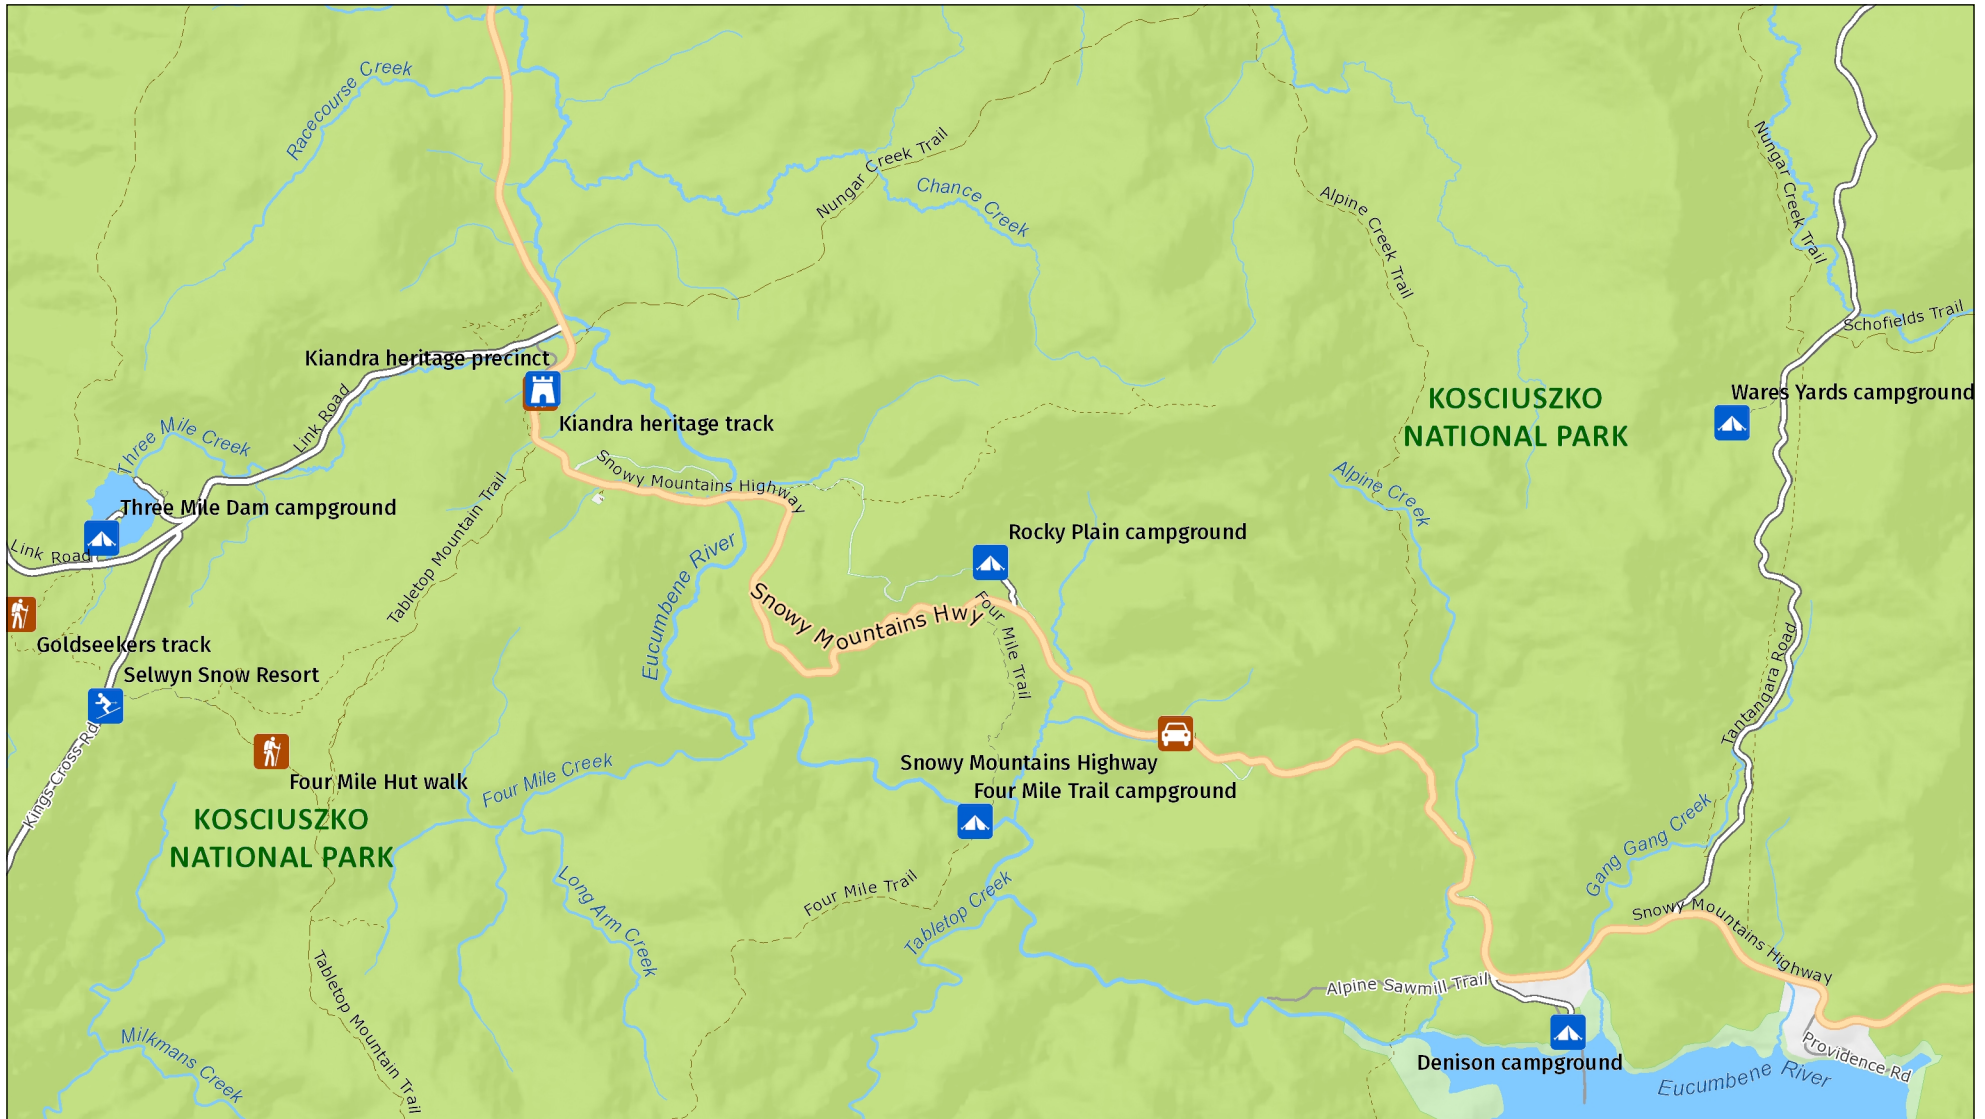 Racecourse Creek
Nungar Creek Trail
Chance Creek
Alpine Creek Trail
Nungar Creek Trail
Schofields Trail
Kiandra heritage precinct
Link Road
Kiandra heritage track
KOSCIUSZKO
NATIONAL PARK
Wares Yards campground
Three Mile Creek
Snowy Mountains Highway
Alpine Creek
Three Mile Dam campground
Tabletop Mountain Trail
Link Road
Rocky Plain campground
Eucumbene River
Snowy Mountains Hwy
Four Mile Trail
Goldseekers track
Selwyn Snow Resort
Tantangara Road
Kings Cross Rd
Four Mile Hut walk
Four Mile Creek
Snowy Mountains Highway
Four Mile Trail campground
KOSCIUSZKO
NATIONAL PARK
Gang Gang Creek
Long Arm Creek
Four Mile Trail
Tabletop Creek
Snowy Mountains Highway
Tabletop Mountain Trail
Alpine Sawmill Trail
Milkmans Creek
Denison campground
Providence Rd
Eucumbene River